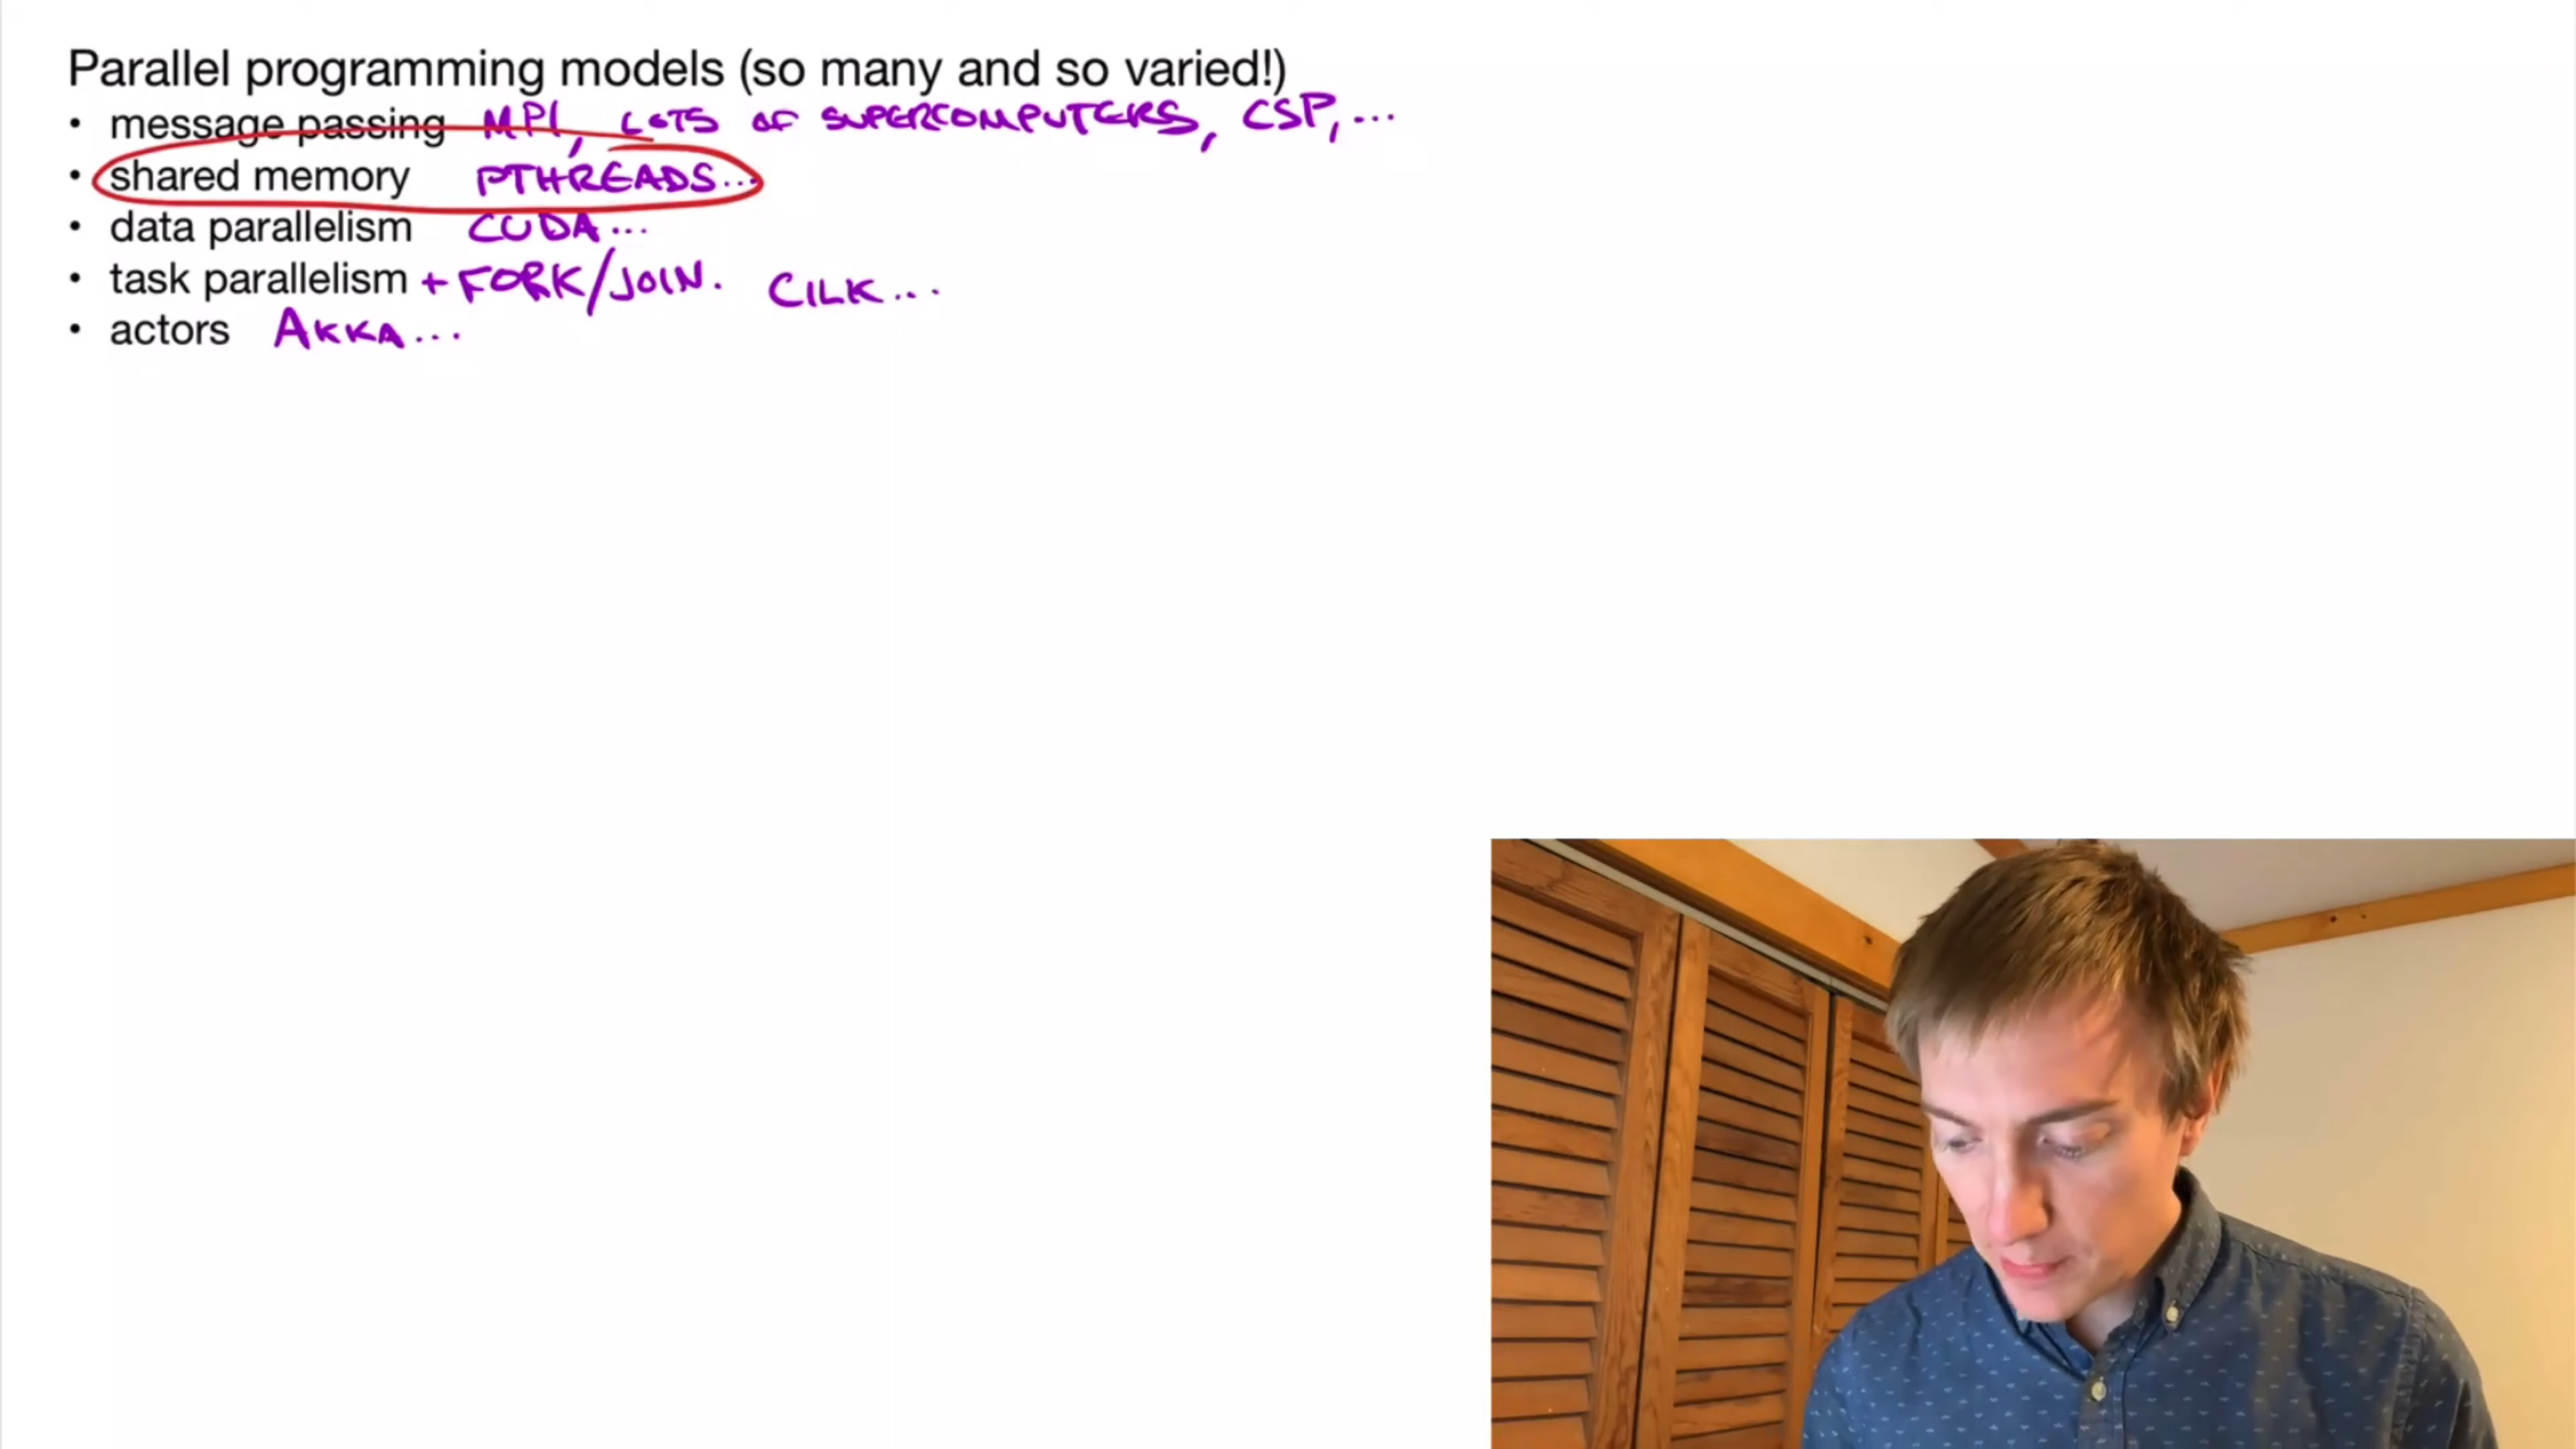 Parallel programming models (so many and so varied!)
• message passing MPI, LOTS OF SUPERCOMPUTERS, CSP, ...
• shared memory PTHREADS...
• data parallelism CUDA...
• task parallelism + FORK/JOIN. CILK...
• actors AKKA...